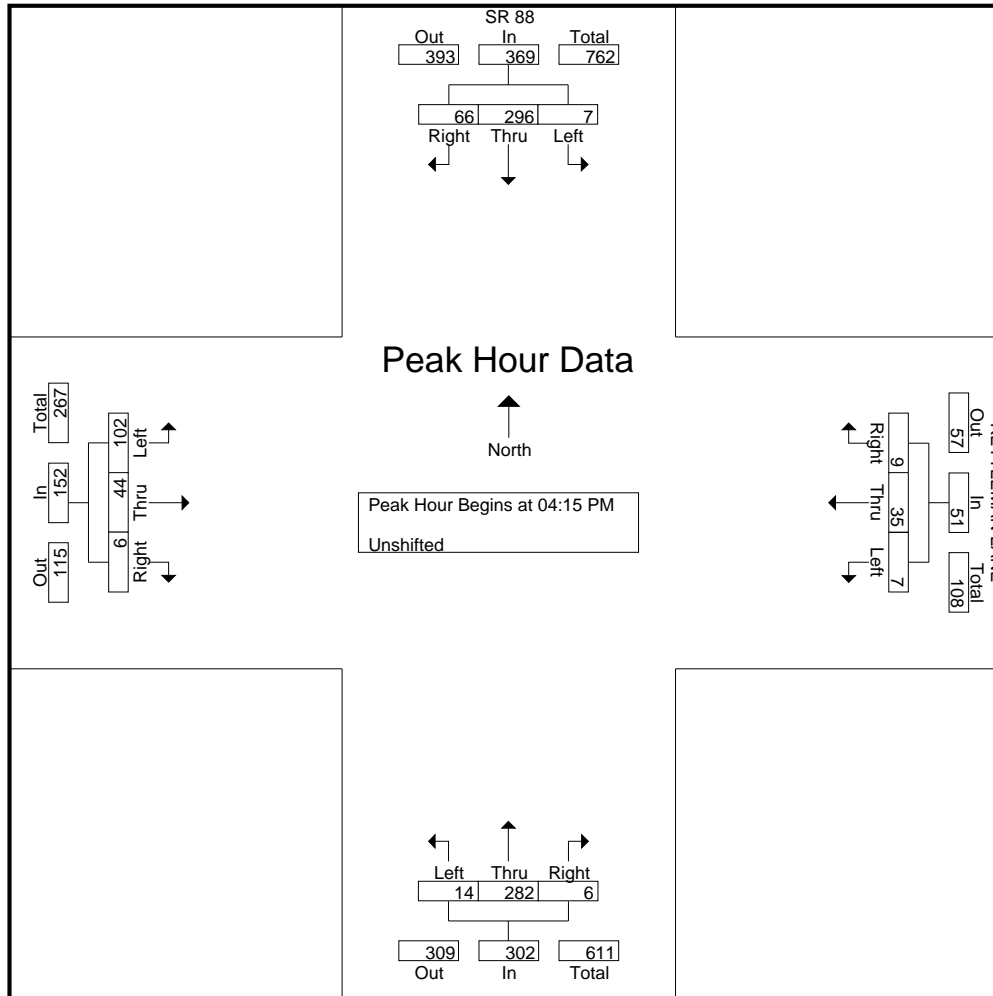 SR 88
Out In Total
393 369 762
66 296 7
Right Thru Left
Peak Hour Data
North
Peak Hour Begins at 04:15 PM
Unshifted
Total In Out
267 152 115
102 44 6
Left Thru Right
Right Thru Left
9 35 7
Out In Total
57 51 108
Left Thru Right
14 282 6
309 302 611
Out In Total